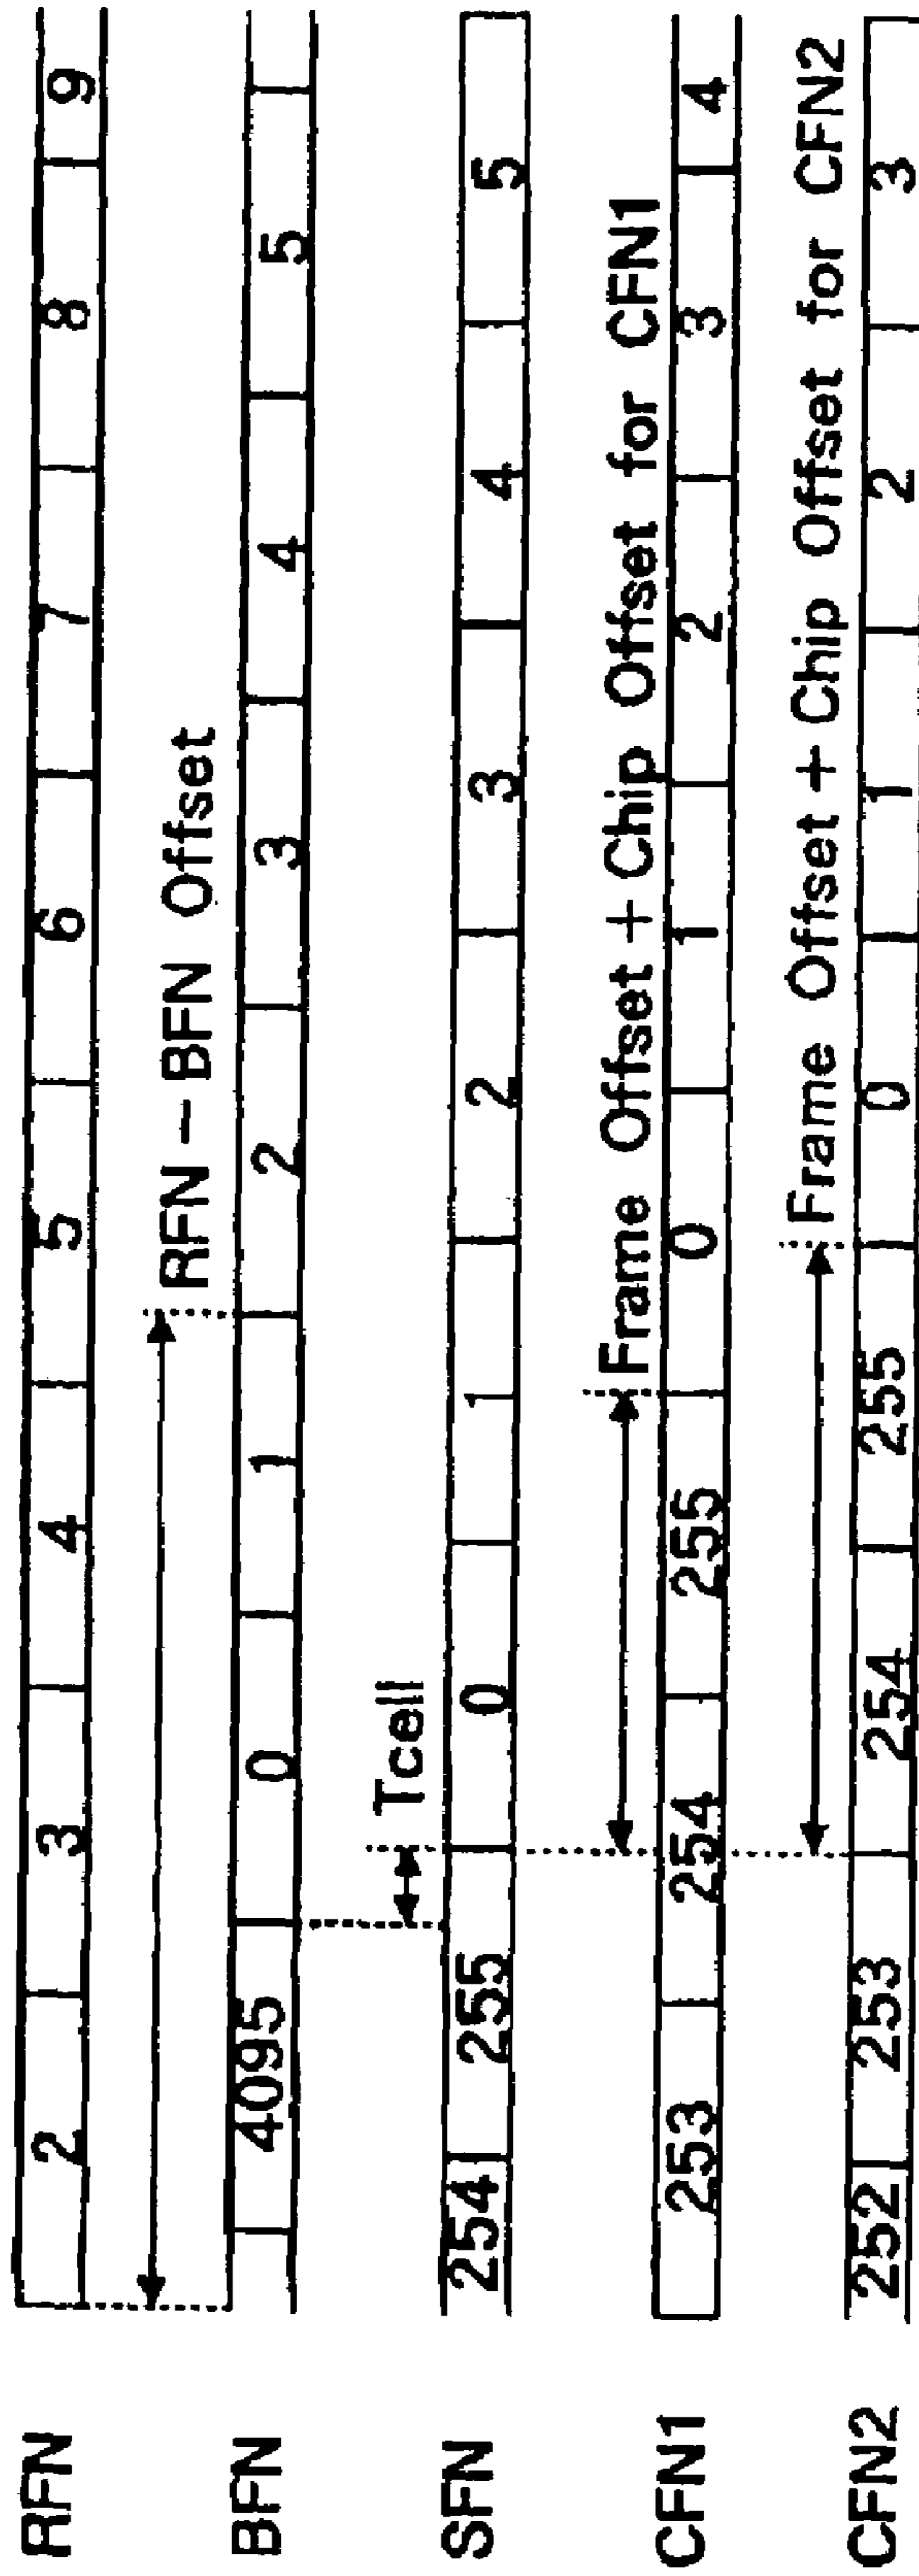 RFN 2 3 4 5 6 7 8 9
RFN – BFN Offset
BFN 4095 0 1 2 3 4 5
Tcell
SFN 254 255 0 1 2 3 4 5
Frame Offset + Chip Offset for CFN1
CFN1 253 254 255 0 1 2 3 4
Frame Offset + Chip Offset for CFN2
CFN2 252 253 254 255 0 1 2 3